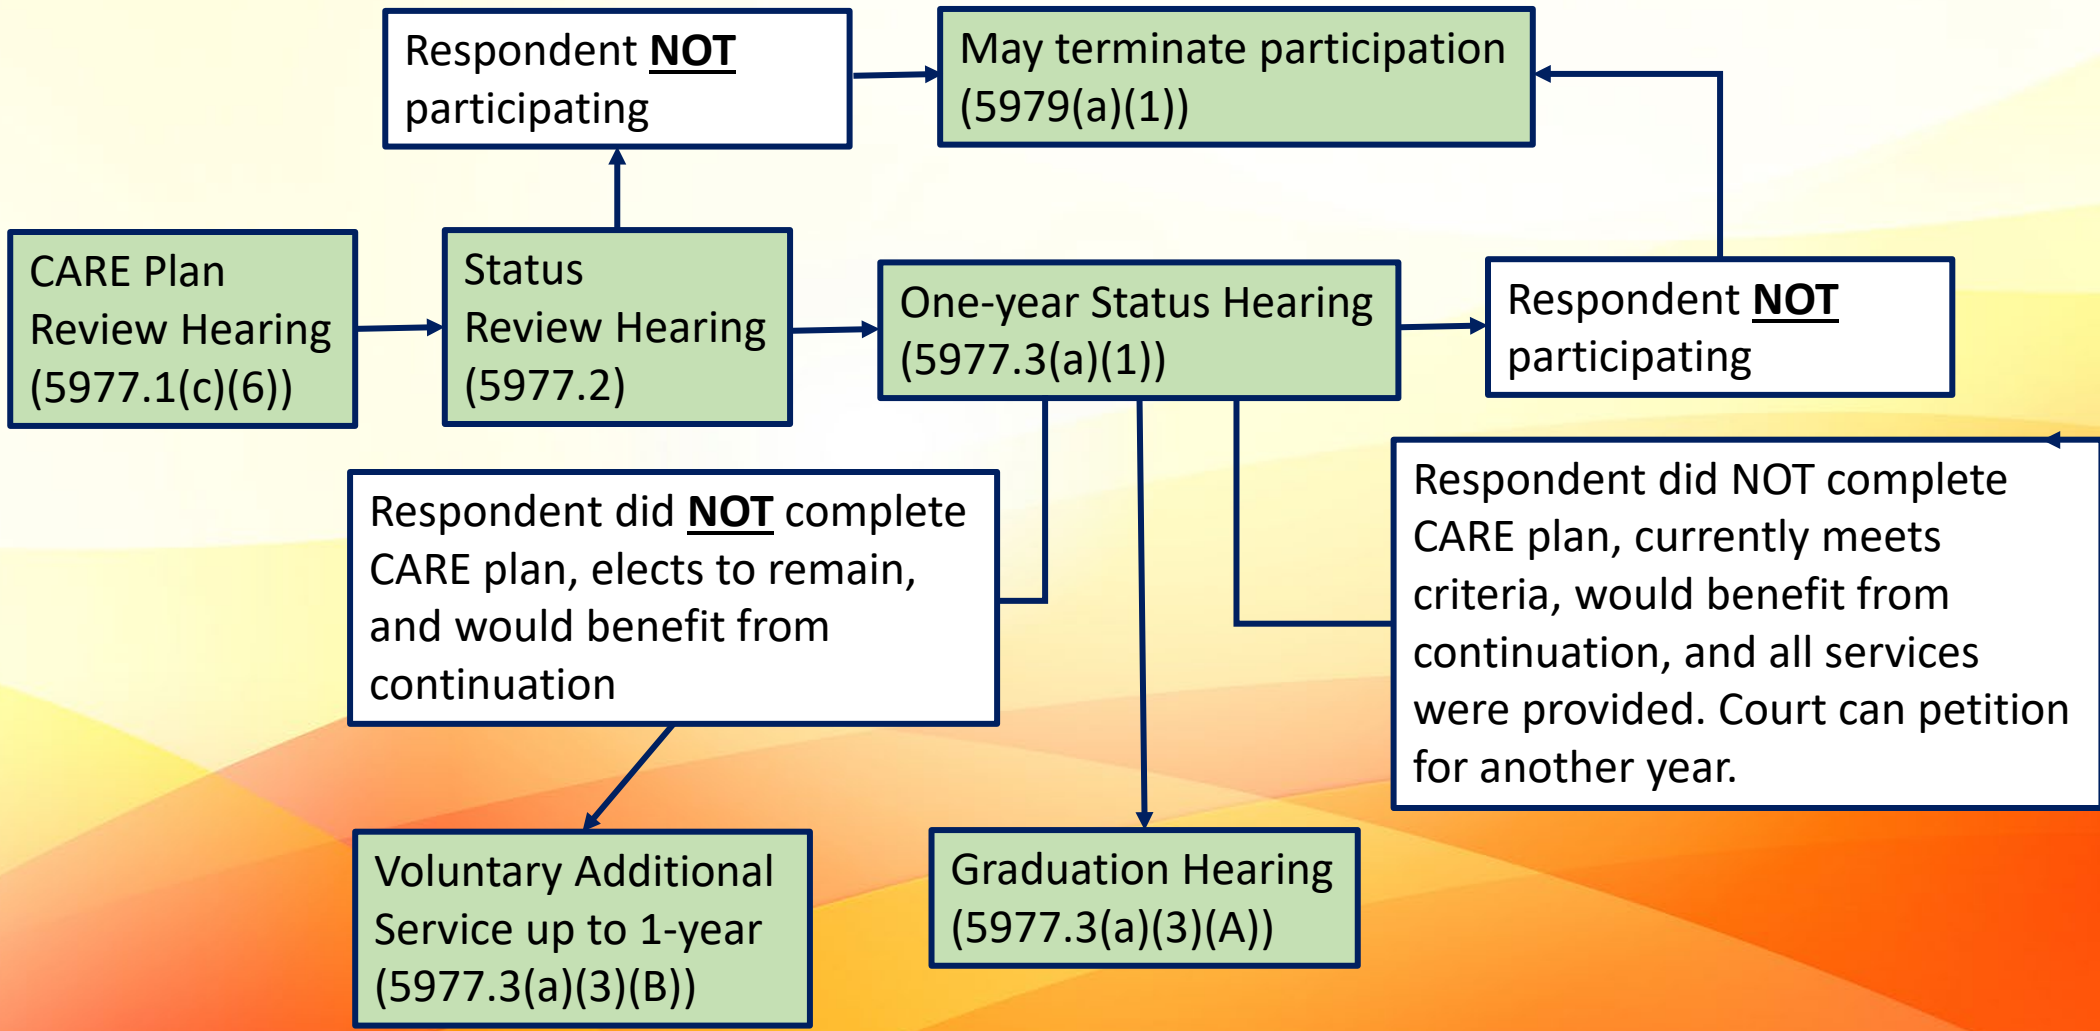 Respondent NOT
participating
May terminate participation
(5979(a)(1))
CARE Plan
Review Hearing
(5977.1(c)(6))
Status
Review Hearing
(5977.2)
One-year Status Hearing
(5977.3(a)(1))
Respondent NOT
participating
Respondent did NOT complete
CARE plan, elects to remain,
and would benefit from
continuation
Respondent did NOT complete
CARE plan, currently meets
criteria, would benefit from
continuation, and all services
were provided. Court can petition
for another year.
Voluntary Additional
Service up to 1-year
(5977.3(a)(3)(B))
Graduation Hearing
(5977.3(a)(3)(A))